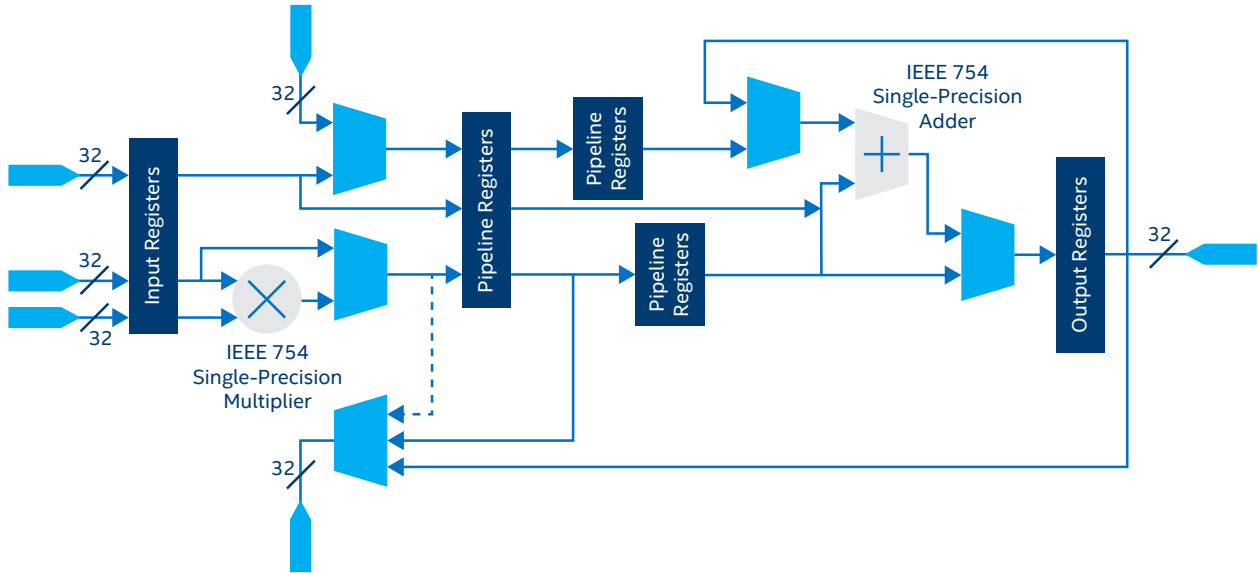 32
IEEE 754
Single-Precision
Adder
32
Input Registers
Pipeline Registers
Pipeline
Registers
32
32
IEEE 754
Single-Precision
Multiplier
Pipeline
Registers
Output Registers
32
32